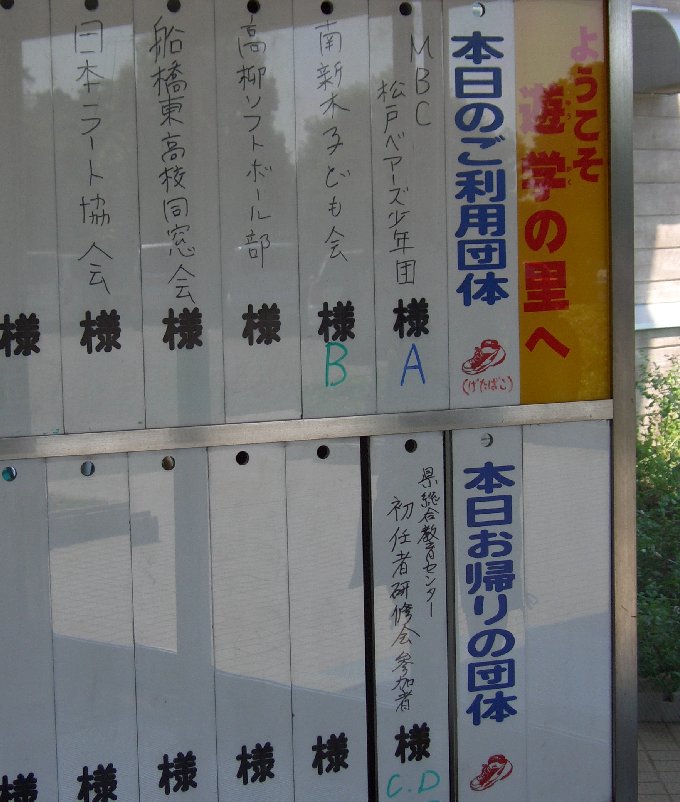 ようこそ
遊学の里へ
ゆう
がく
本日のご利用団体
(げたばこ)
MBC
松戸ベアーズ少年団
様
A
南新木子ども会
様
B
高柳ソフトボール部
様
船橋東高校同窓会
様
日本ラート協会
様
様
本日お帰りの団体
県総合教育センター
初任者研修会参加者
様
C.D
様
様
様
様
様